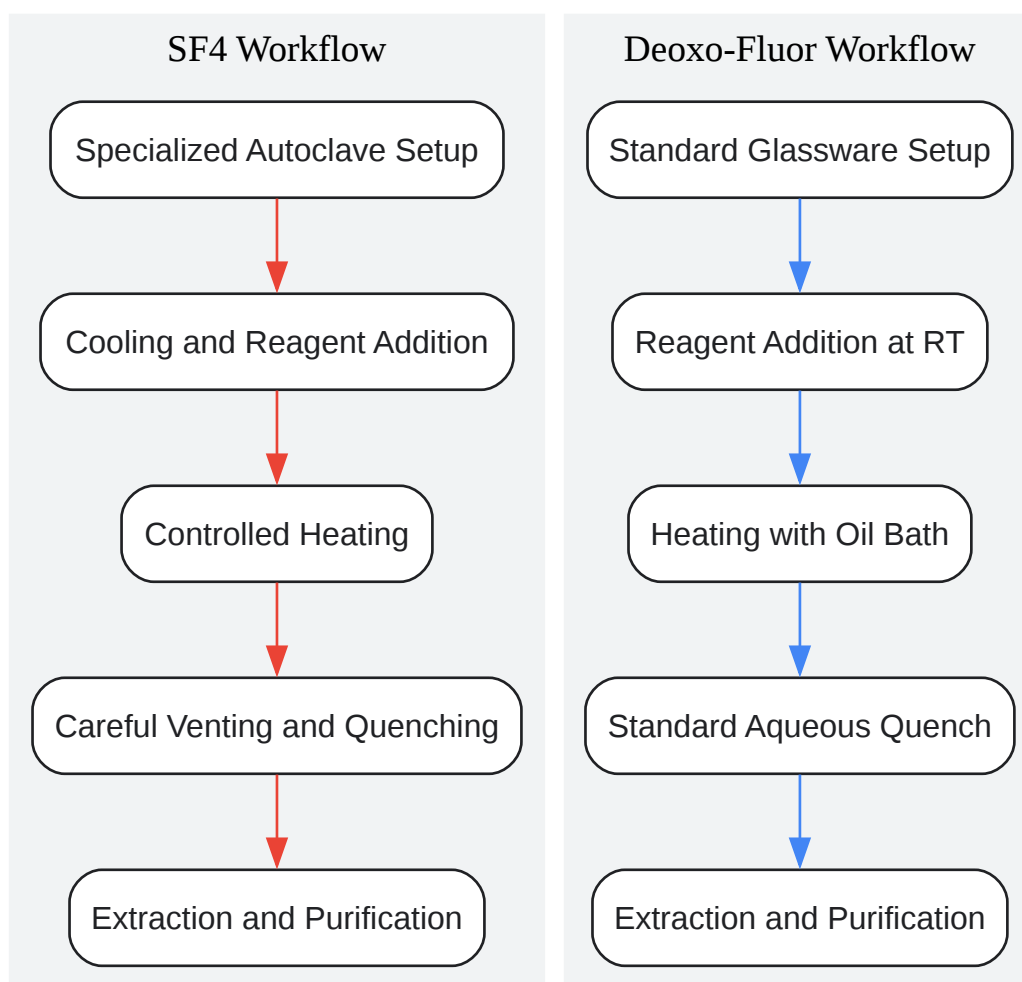 SF4 Workflow
Specialized Autoclave Setup
Cooling and Reagent Addition
Controlled Heating
Careful Venting and Quenching
Extraction and Purification
Deoxo-Fluor Workflow
Standard Glassware Setup
Reagent Addition at RT
Heating with Oil Bath
Standard Aqueous Quench
Extraction and Purification